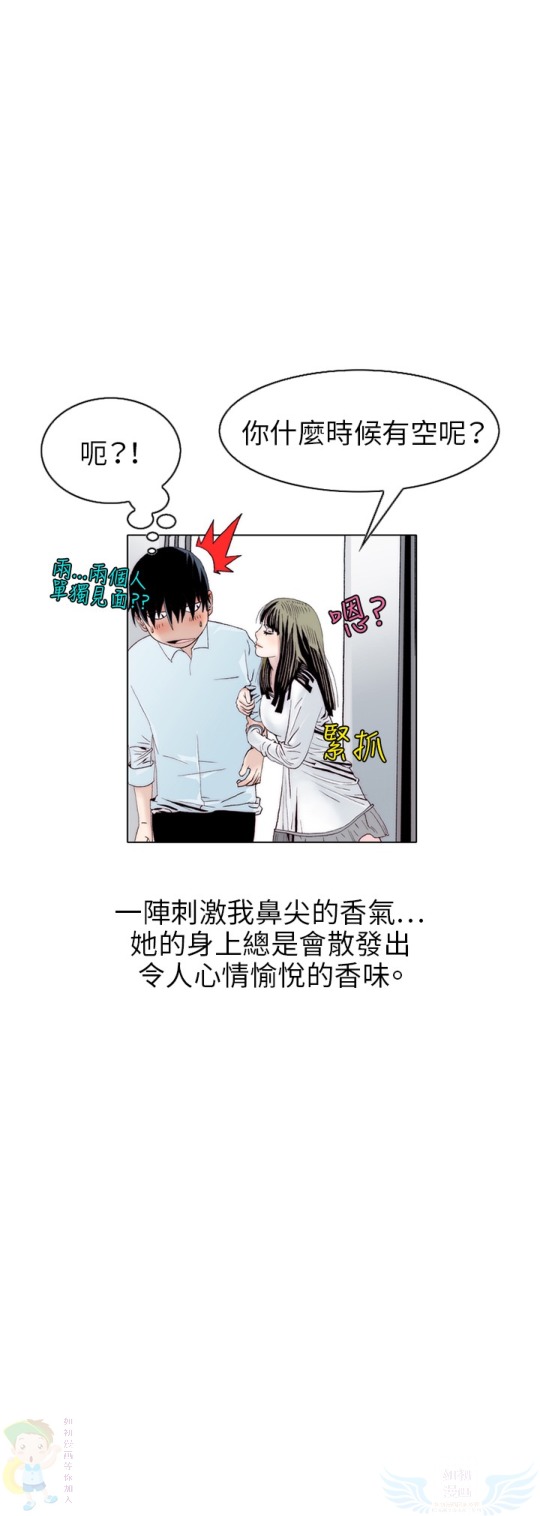 你什麼時候有空呢？
呃？！
兩...兩個人
單獨見面??
嗯?
緊抓
一陣刺激我鼻尖的香氣...
她的身上總是會散發出
令人心情愉悅的香味。